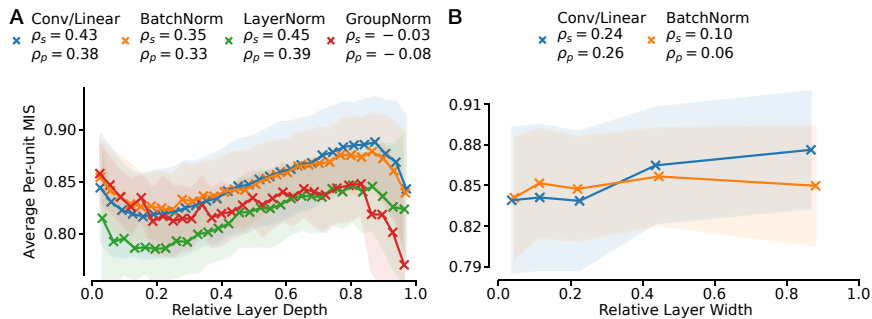 A
Conv/Linear BatchNorm LayerNorm GroupNorm
ρs = 0.43 ρs = 0.35 ρs = 0.45 ρs = −0.03
ρp = 0.38 ρp = 0.33 ρp = 0.39 ρp = −0.08
Average Per-unit MIS
0.90
0.85
0.80
0.0 0.2 0.4 0.6 0.8 1.0
Relative Layer Depth
B
Conv/Linear BatchNorm
ρs = 0.24 ρs = 0.10
ρp = 0.26 ρp = 0.06
0.91
0.88
0.85
0.82
0.79
0.0 0.2 0.4 0.6 0.8 1.0
Relative Layer Width